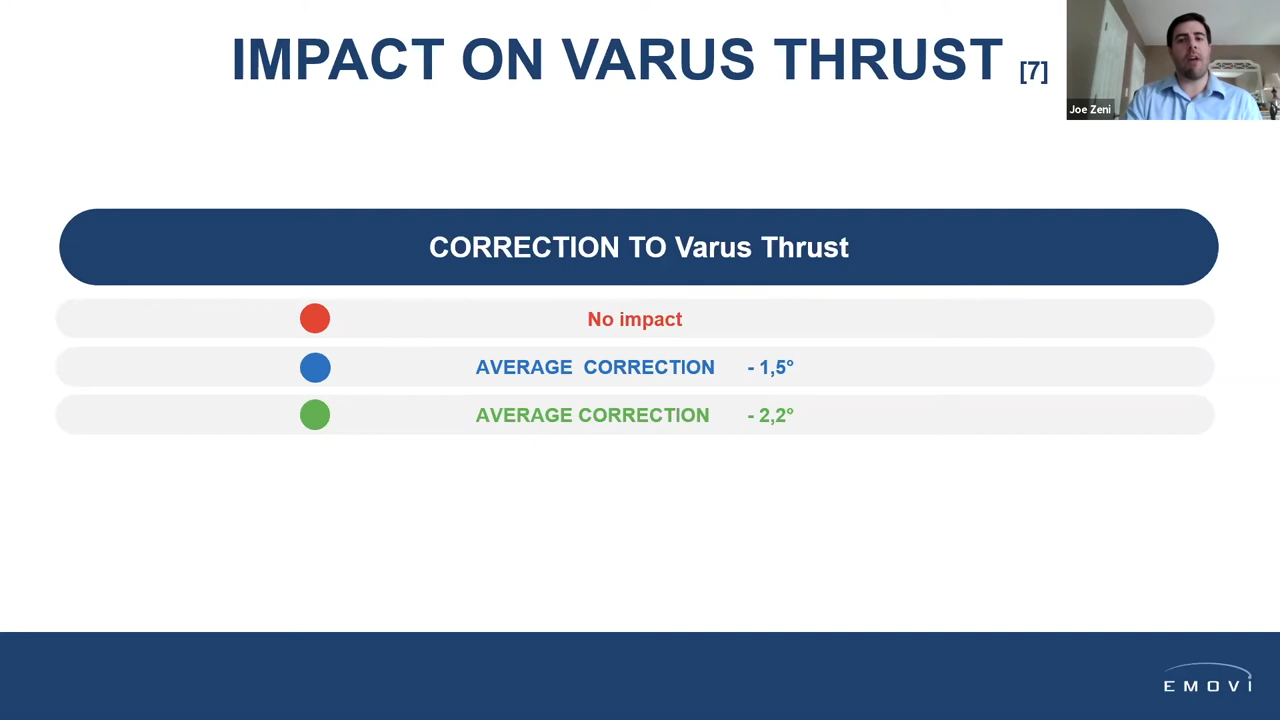 IMPACT ON VARUS THRUST [7]
Joe Zeni
CORRECTION TO Varus Thrust
No impact
AVERAGE CORRECTION - 1,5°
AVERAGE CORRECTION - 2,2°
EMOVI